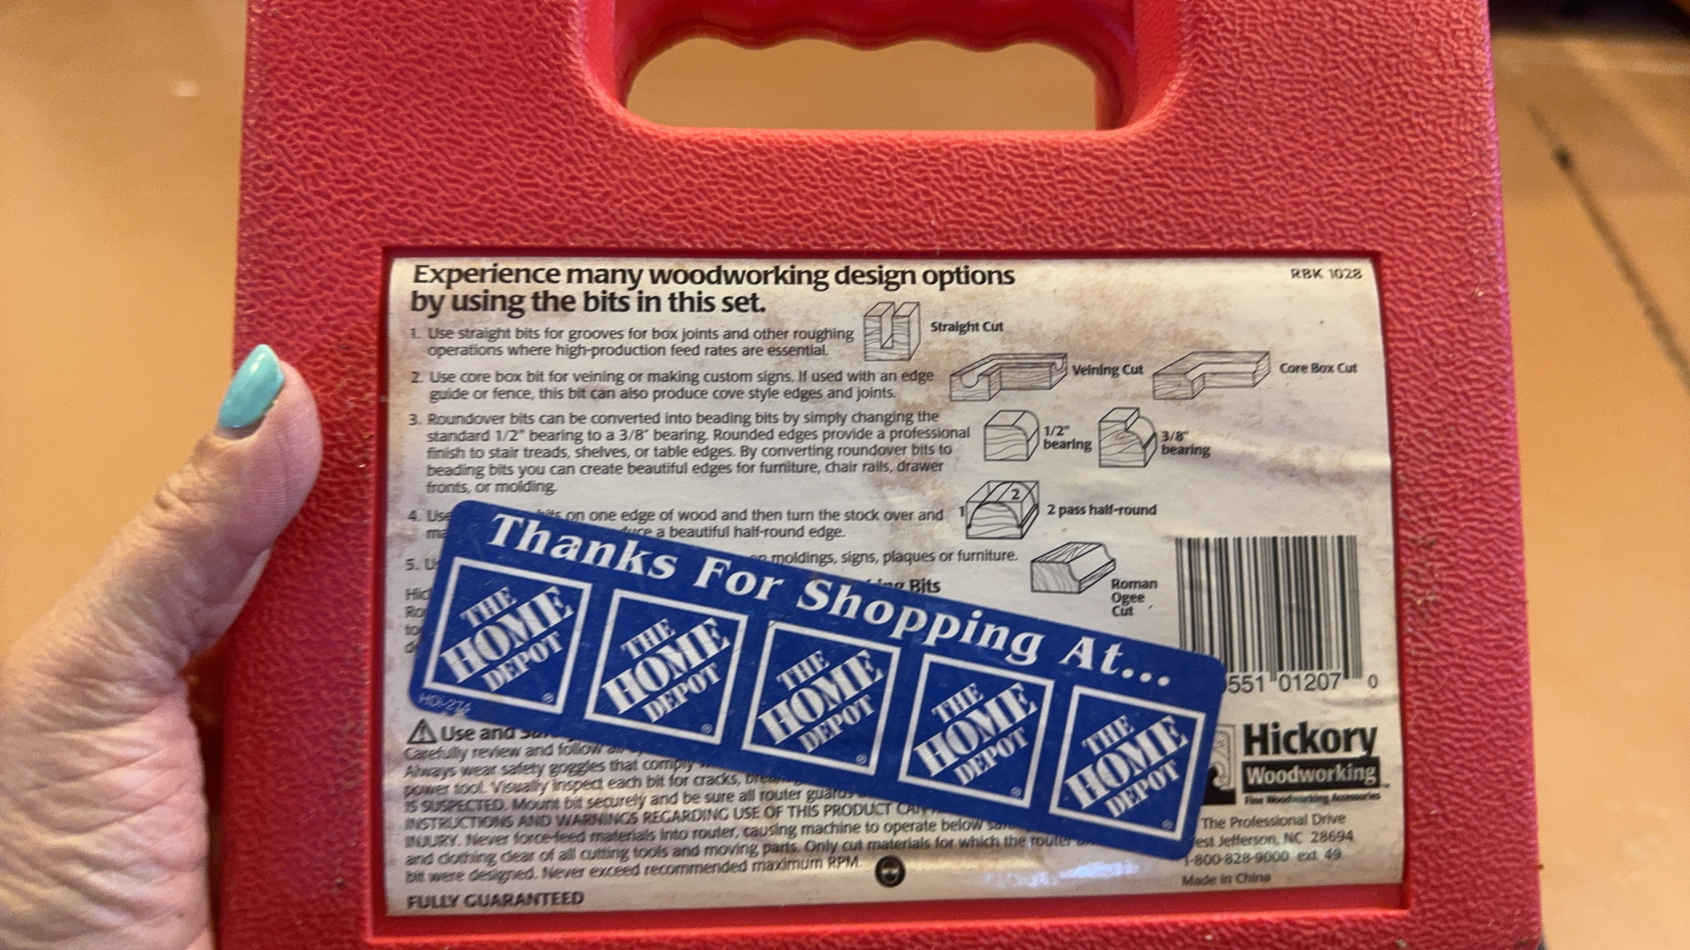 Experience many woodworking design options
by using the bits in this set.
RBK 1028
1. Use straight bits for grooves for box joints and other roughing
operations where high-production feed rates are essential.
Straight Cut
2. Use core box bit for veining or making custom signs. If used with an edge
guide or fence, this bit can also produce cove style edges and joints.
Veining Cut
Core Box Cut
3. Roundover bits can be converted into beading bits by simply changing the
standard 1/2" bearing to a 3/8" bearing. Rounded edges provide a professional
finish to stair treads, shelves, or table edges. By converting roundover bits to
beading bits you can create beautiful edges for furniture, chair rails, drawer
fronts, or molding.
1/2"
bearing
3/8"
bearing
4. Use on one edge of wood and then turn the stock over and
a beautiful half-round edge.
1
2
2 pass half-round
5. moldings, signs, plaques or furniture.
Bits
Roman
Ogee
Cut
Thanks For Shopping At...
THE
HOME
DEPOT
®
THE
HOME
DEPOT
®
THE
HOME
DEPOT
®
THE
HOME
DEPOT
®
THE
HOME
DEPOT
®
HDI-274
551 01207 0
Use and
Carefully review and follow
Always wear safety goggles that comply
power tool. Visually inspect each bit for cracks,
IS SUSPECTED. Mount bit securely and be sure all router guards
INSTRUCTIONS AND WARNINGS REGARDING USE OF THIS PRODUCT CAN
INJURY. Never force-feed materials into router, causing machine to operate below
and clothing clear of all cutting tools and moving parts. Only cut materials for which the router
bit were designed. Never exceed recommended maximum RPM.
FULLY GUARANTEED
Hickory
Woodworking
Fine Woodworking Accessories
The Professional Drive
Jefferson, NC 28694
1-800-828-9000 ext. 49
Made in China